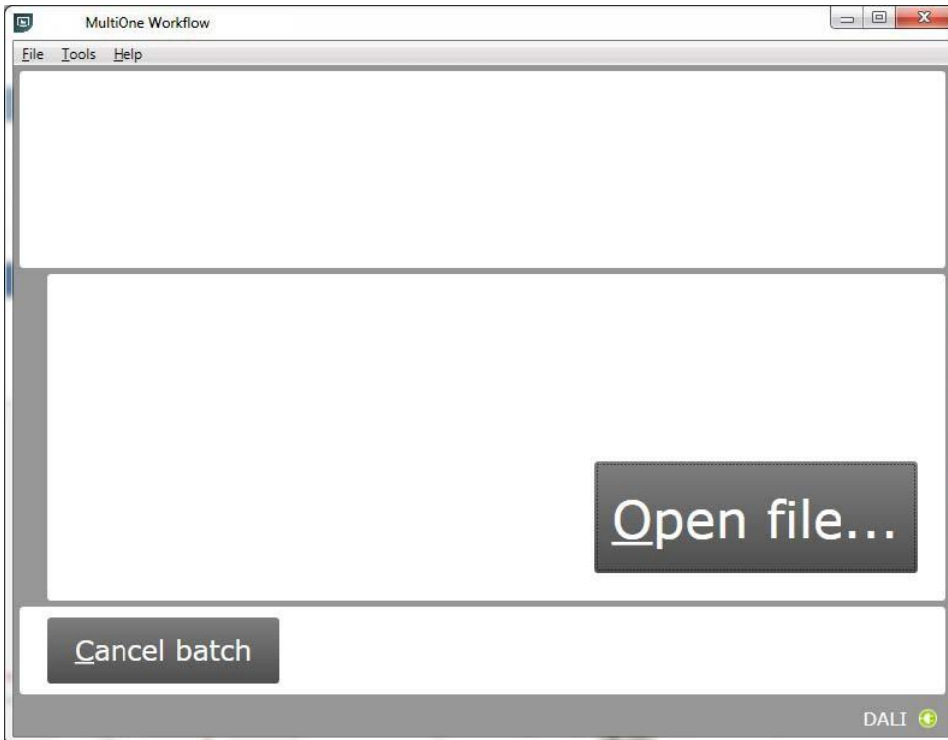 MultiOne Workflow
File Tools Help
Open file...
Cancel batch
DALI